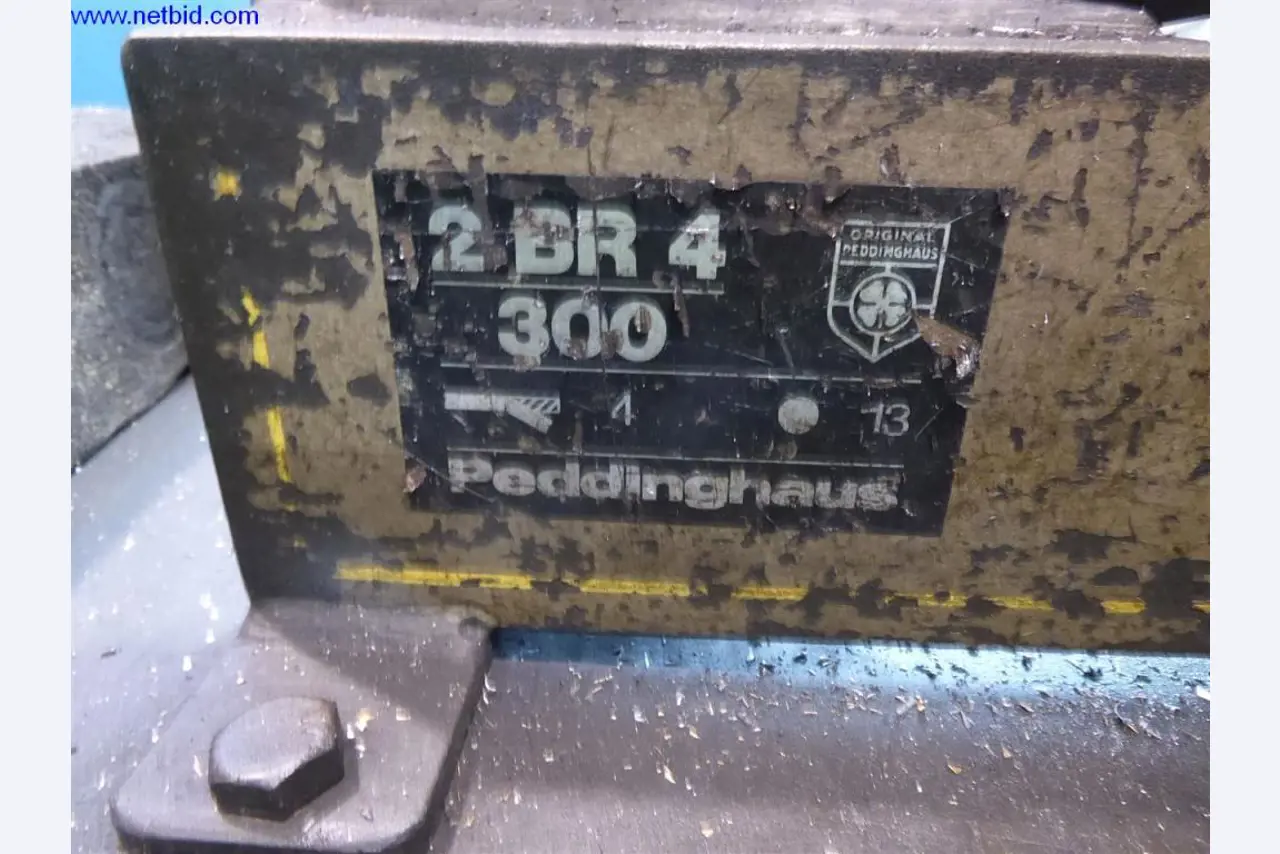 www.netbid.com
2 BR 4
300
ORIGINAL
PEDDINGHAUS
4 13
Peddinghaus